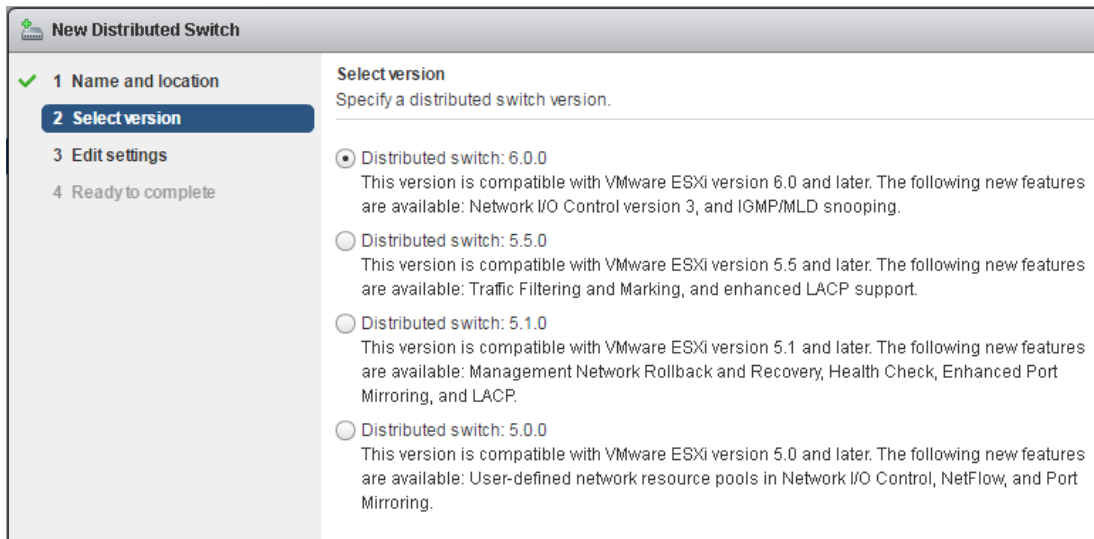 New Distributed Switch
1 Name and location
2 Select version
3 Edit settings
4 Ready to complete
Select version
Specify a distributed switch version.
Distributed switch: 6.0.0
This version is compatible with VMware ESXi version 6.0 and later. The following new features
are available: Network I/O Control version 3, and IGMP/MLD snooping.
Distributed switch: 5.5.0
This version is compatible with VMware ESXi version 5.5 and later. The following new features
are available: Traffic Filtering and Marking, and enhanced LACP support.
Distributed switch: 5.1.0
This version is compatible with VMware ESXi version 5.1 and later. The following new features
are available: Management Network Rollback and Recovery, Health Check, Enhanced Port
Mirroring, and LACP.
Distributed switch: 5.0.0
This version is compatible with VMware ESXi version 5.0 and later. The following new features
are available: User-defined network resource pools in Network I/O Control, NetFlow, and Port
Mirroring.